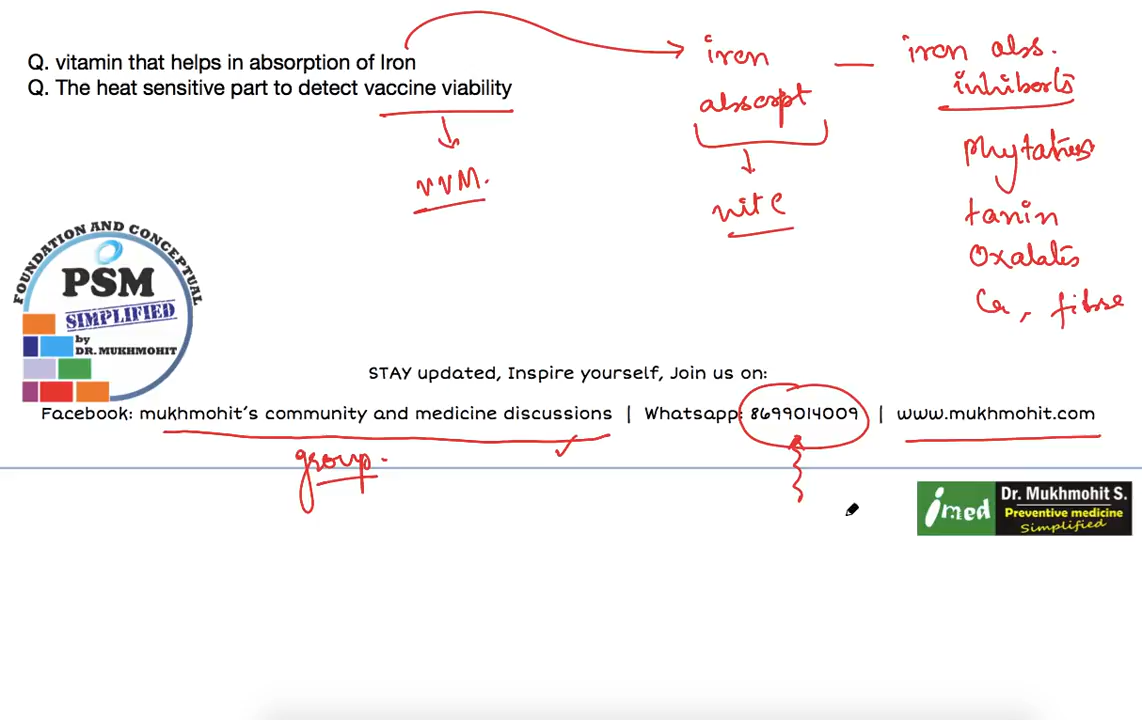 Q. vitamin that helps in absorption of Iron
Q. The heat sensitive part to detect vaccine viability
VVM.
iron
absorpt
vit C
iron abs.
inhiborts
phytates
tanin
Oxalates
Ca, fibre
FOUNDATION AND CONCEPTUAL
PSM
SIMPLIFIED
by
DR. MUKHMOHIT
STAY updated, Inspire yourself, Join us on:
Facebook: mukhmohit's community and medicine discussions | Whatsapp: 8699014009 | www.mukhmohit.com
group.
imed
Dr. Mukhmohit S.
Preventive medicine
Simplified